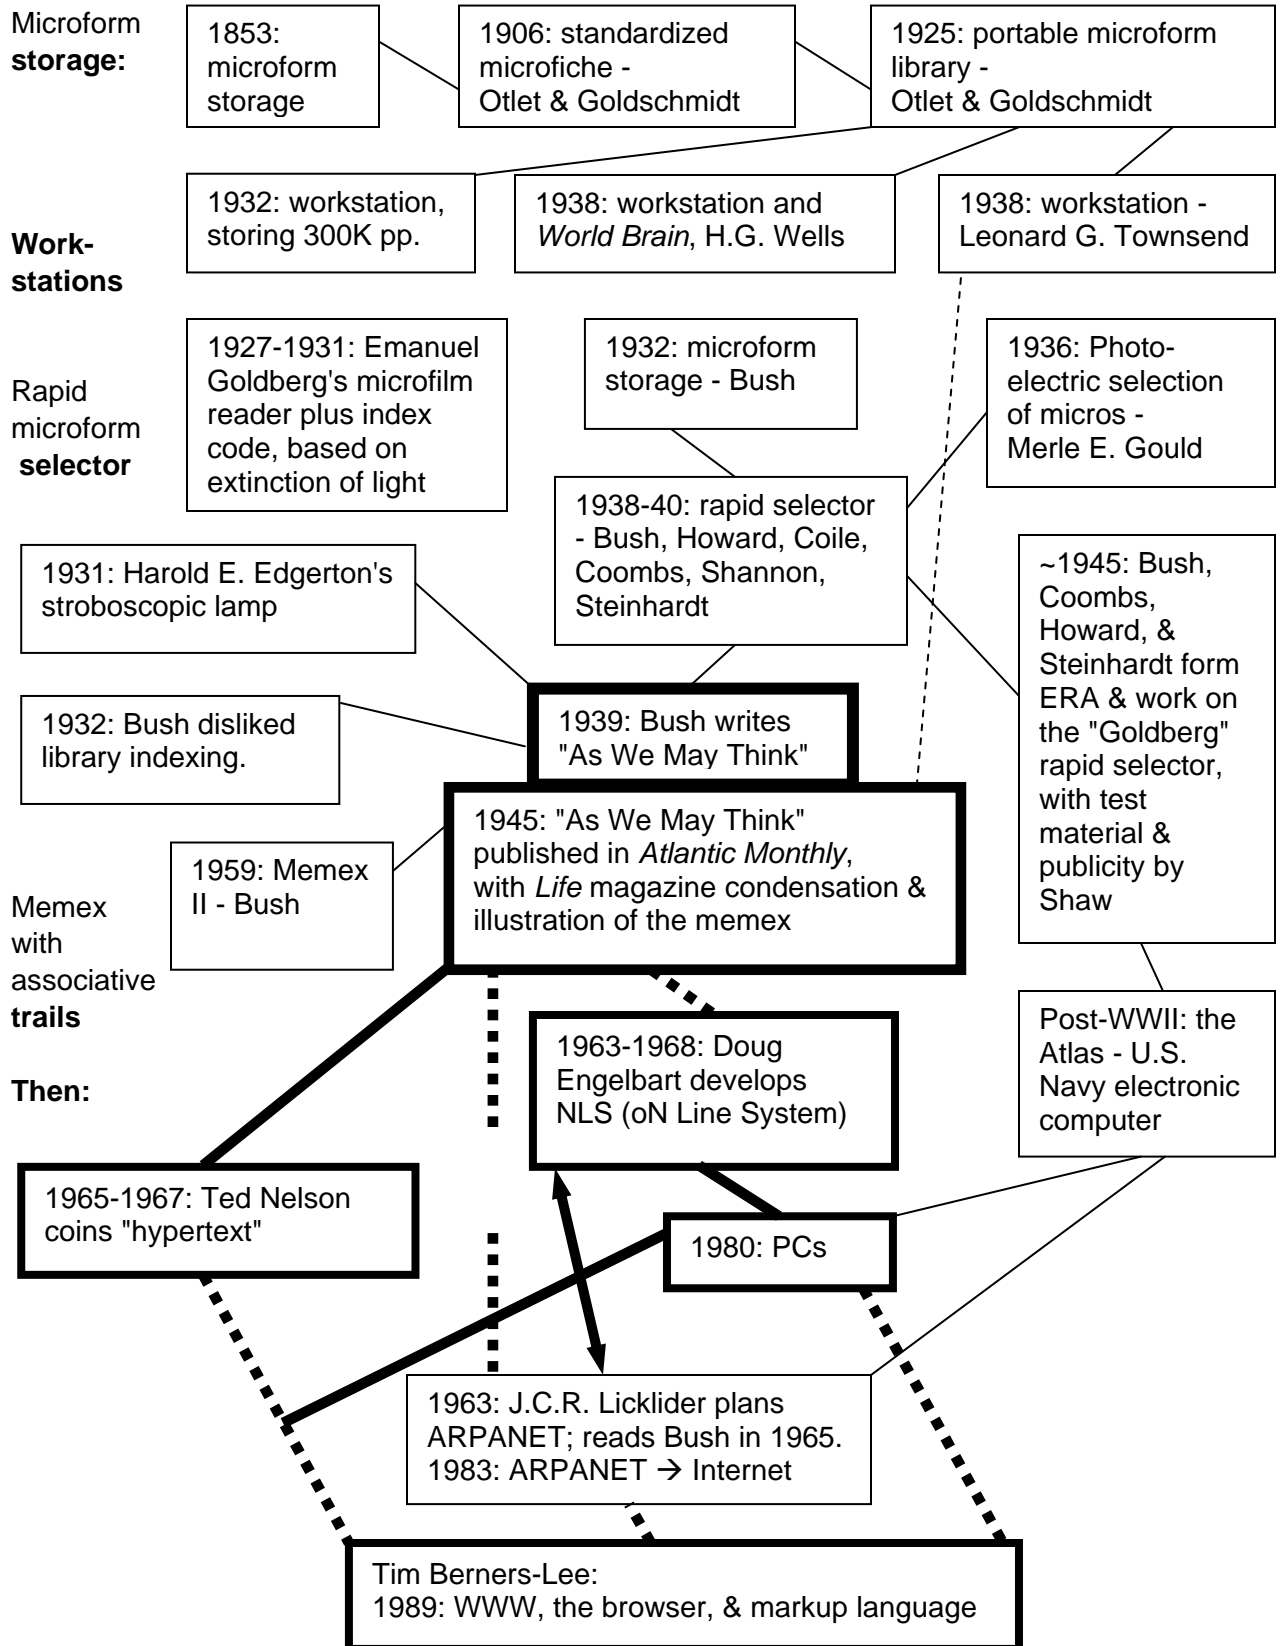 Microform
storage:
1853:
microform
storage
1906: standardized
microfiche -
Otlet & Goldschmidt
1925: portable microform
library -
Otlet & Goldschmidt
Work-
stations
1932: workstation,
storing 300K pp.
1938: workstation and
World Brain, H.G. Wells
1938: workstation -
Leonard G. Townsend
Rapid
microform
selector
1927-1931: Emanuel
Goldberg's microfilm
reader plus index
code, based on
extinction of light
1932: microform
storage - Bush
1936: Photo-
electric selection
of micros -
Merle E. Gould
1938-40: rapid selector
- Bush, Howard, Coile,
Coombs, Shannon,
Steinhardt
1931: Harold E. Edgerton's
stroboscopic lamp
~1945: Bush,
Coombs,
Howard, &
Steinhardt form
ERA & work on
the "Goldberg"
rapid selector,
with test
material &
publicity by
Shaw
1932: Bush disliked
library indexing.
1939: Bush writes
"As We May Think"
1945: "As We May Think"
published in Atlantic Monthly,
with Life magazine condensation &
illustration of the memex
1959: Memex
II - Bush
Memex
with
associative
trails
Then:
1963-1968: Doug
Engelbart develops
NLS (oN Line System)
Post-WWII: the
Atlas - U.S.
Navy electronic
computer
1965-1967: Ted Nelson
coins "hypertext"
1980: PCs
1963: J.C.R. Licklider plans
ARPANET; reads Bush in 1965.
1983: ARPANET → Internet
Tim Berners-Lee:
1989: WWW, the browser, & markup language